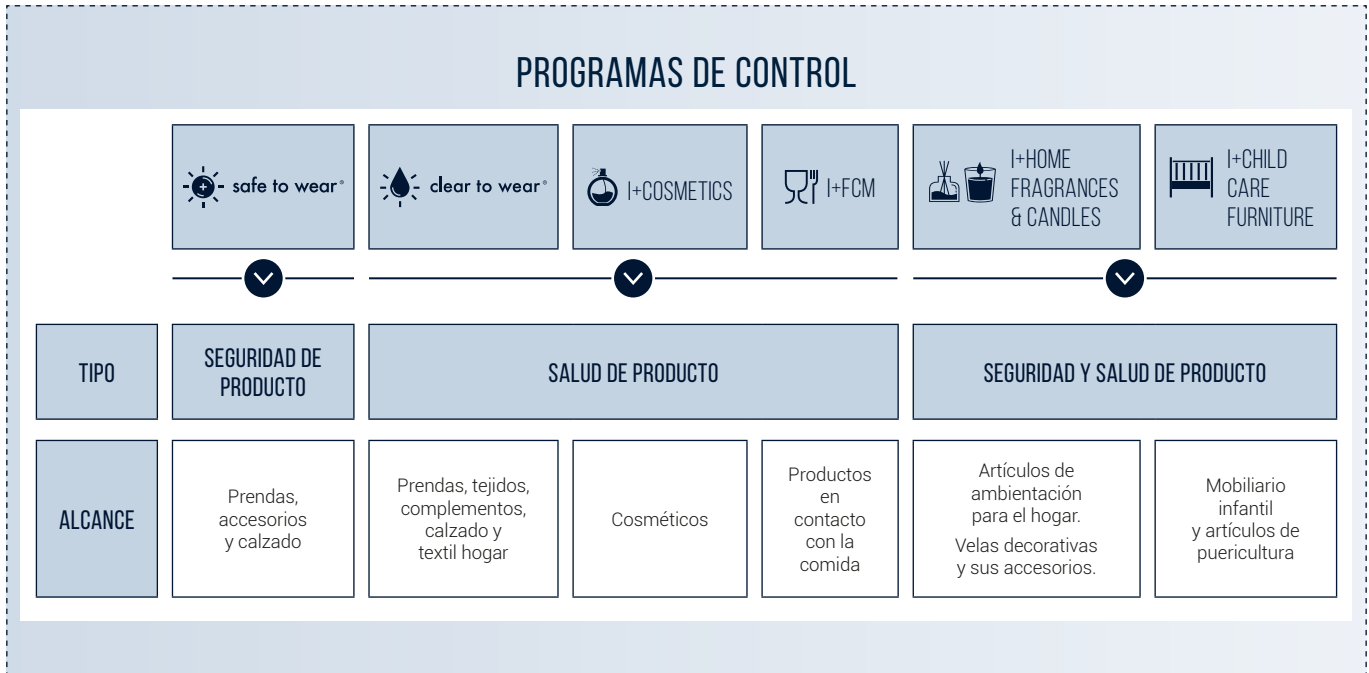 PROGRAMAS DE CONTROL
safe to wear®
clear to wear®
I+COSMETICS
I+FCM
I+HOME
FRAGRANCES
& CANDLES
I+CHILD
CARE
FURNITURE
TIPO
SEGURIDAD DE
PRODUCTO
SALUD DE PRODUCTO
SEGURIDAD Y SALUD DE PRODUCTO
ALCANCE
Prendas,
accesorios
y calzado
Prendas, tejidos,
complementos,
calzado y
textil hogar
Cosméticos
Productos
en
contacto
con la
comida
Artículos de
ambientación
para el hogar.
Velas decorativas
y sus accesorios.
Mobiliario
infantil
y artículos de
puericultura